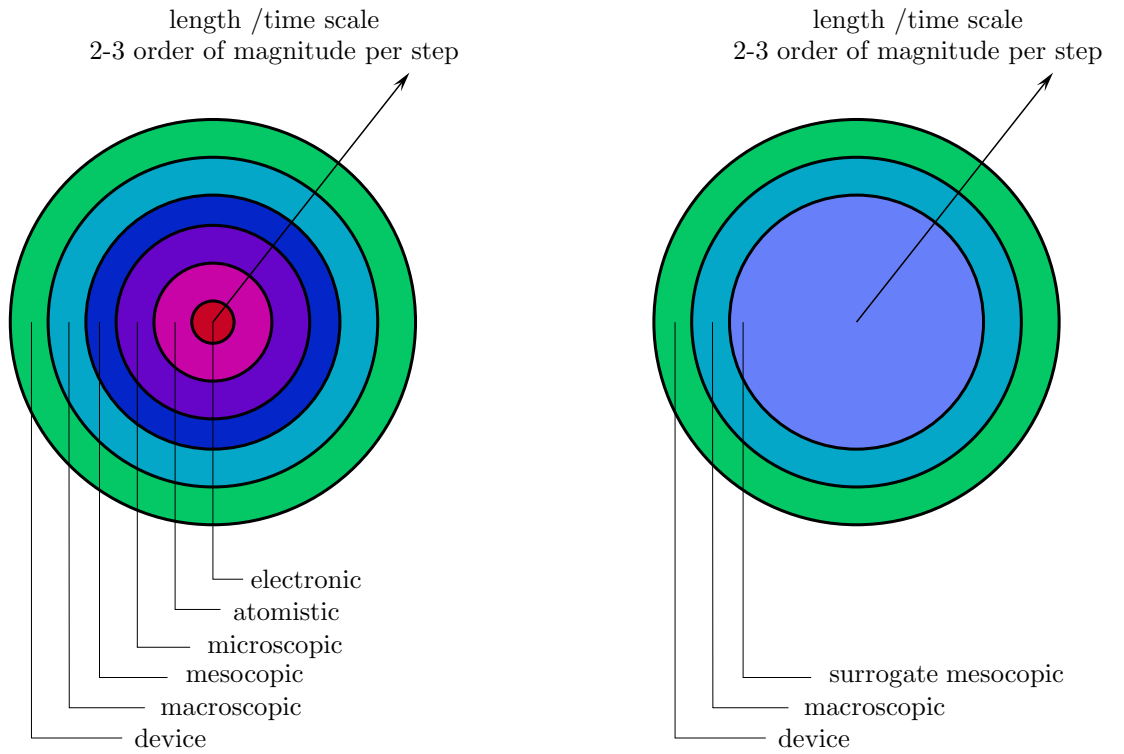 length /time scale
2-3 order of magnitude per step
electronic
atomistic
microscopic
mesocopic
macroscopic
device
length /time scale
2-3 order of magnitude per step
surrogate mesocopic
macroscopic
device